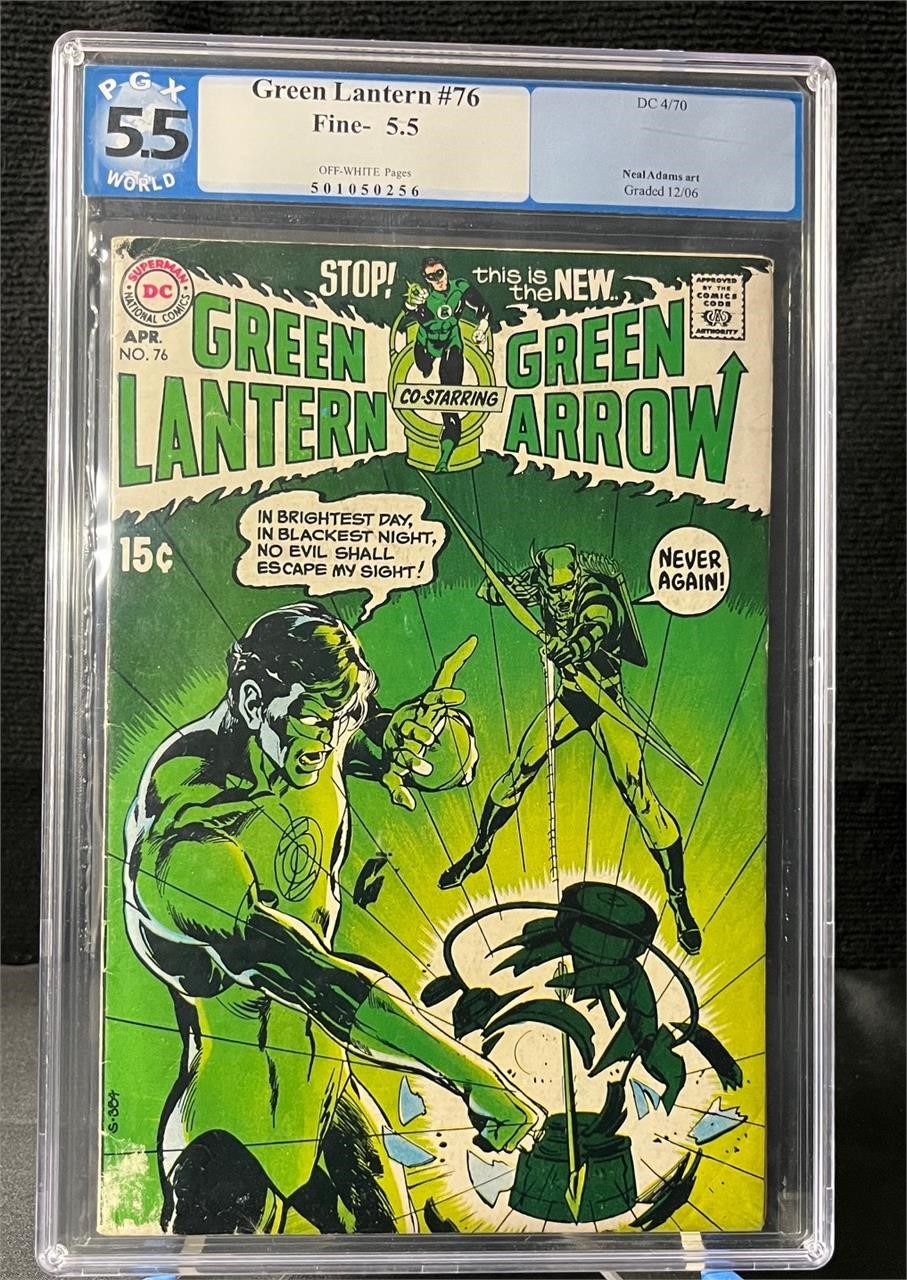 PGX
5.5
WORLD
Green Lantern #76
Fine- 5.5
OFF-WHITE Pages
501050256
DC 4/70
Neal Adams art
Graded 12/06
SUPERMAN
DC
NATIONAL COMICS
APR.
NO. 76
STOP! this is the NEW..
GREEN
LANTERN
CO-STARRING
GREEN
ARROW
APPROVED
BY THE
COMICS
CODE
CA
AUTHORITY
15¢
IN BRIGHTEST DAY,
IN BLACKEST NIGHT,
NO EVIL SHALL
ESCAPE MY SIGHT!
NEVER
AGAIN!
S-384